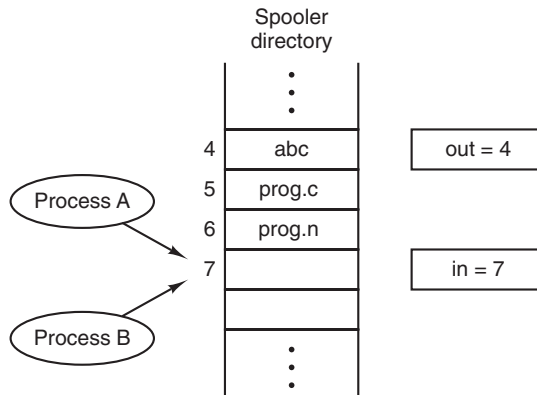 Spooler
directory
4 abc out = 4
Process A
5 prog.c
6 prog.n
7 in = 7
Process B